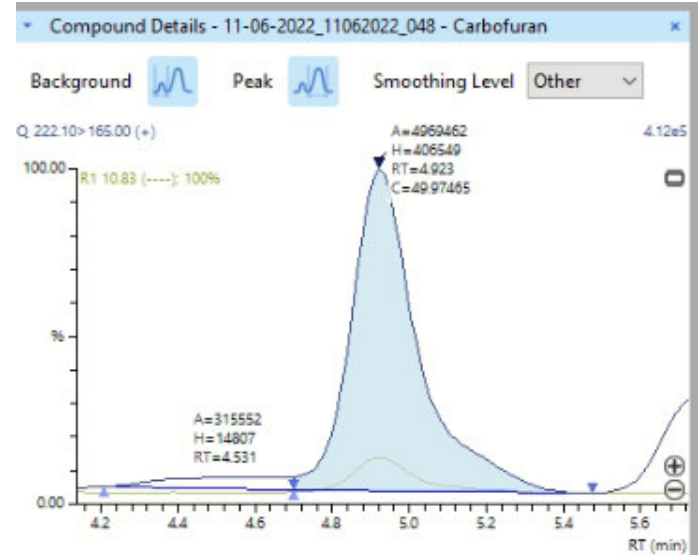 Compound Details - 11-06-2022_11062022_048 - Carbofuran ×
Background Peak Smoothing Level Other
Q 222.10>165.00 (+) 4.12e5
A=4969462
H=406549
RT=4.923
C=49.97465
100.00
R1 10.83 (----); 100%
%
A=315552
H=14807
RT=4.531
0.00
4.2 4.4 4.6 4.8 5.0 5.2 5.4 5.6
RT (min)